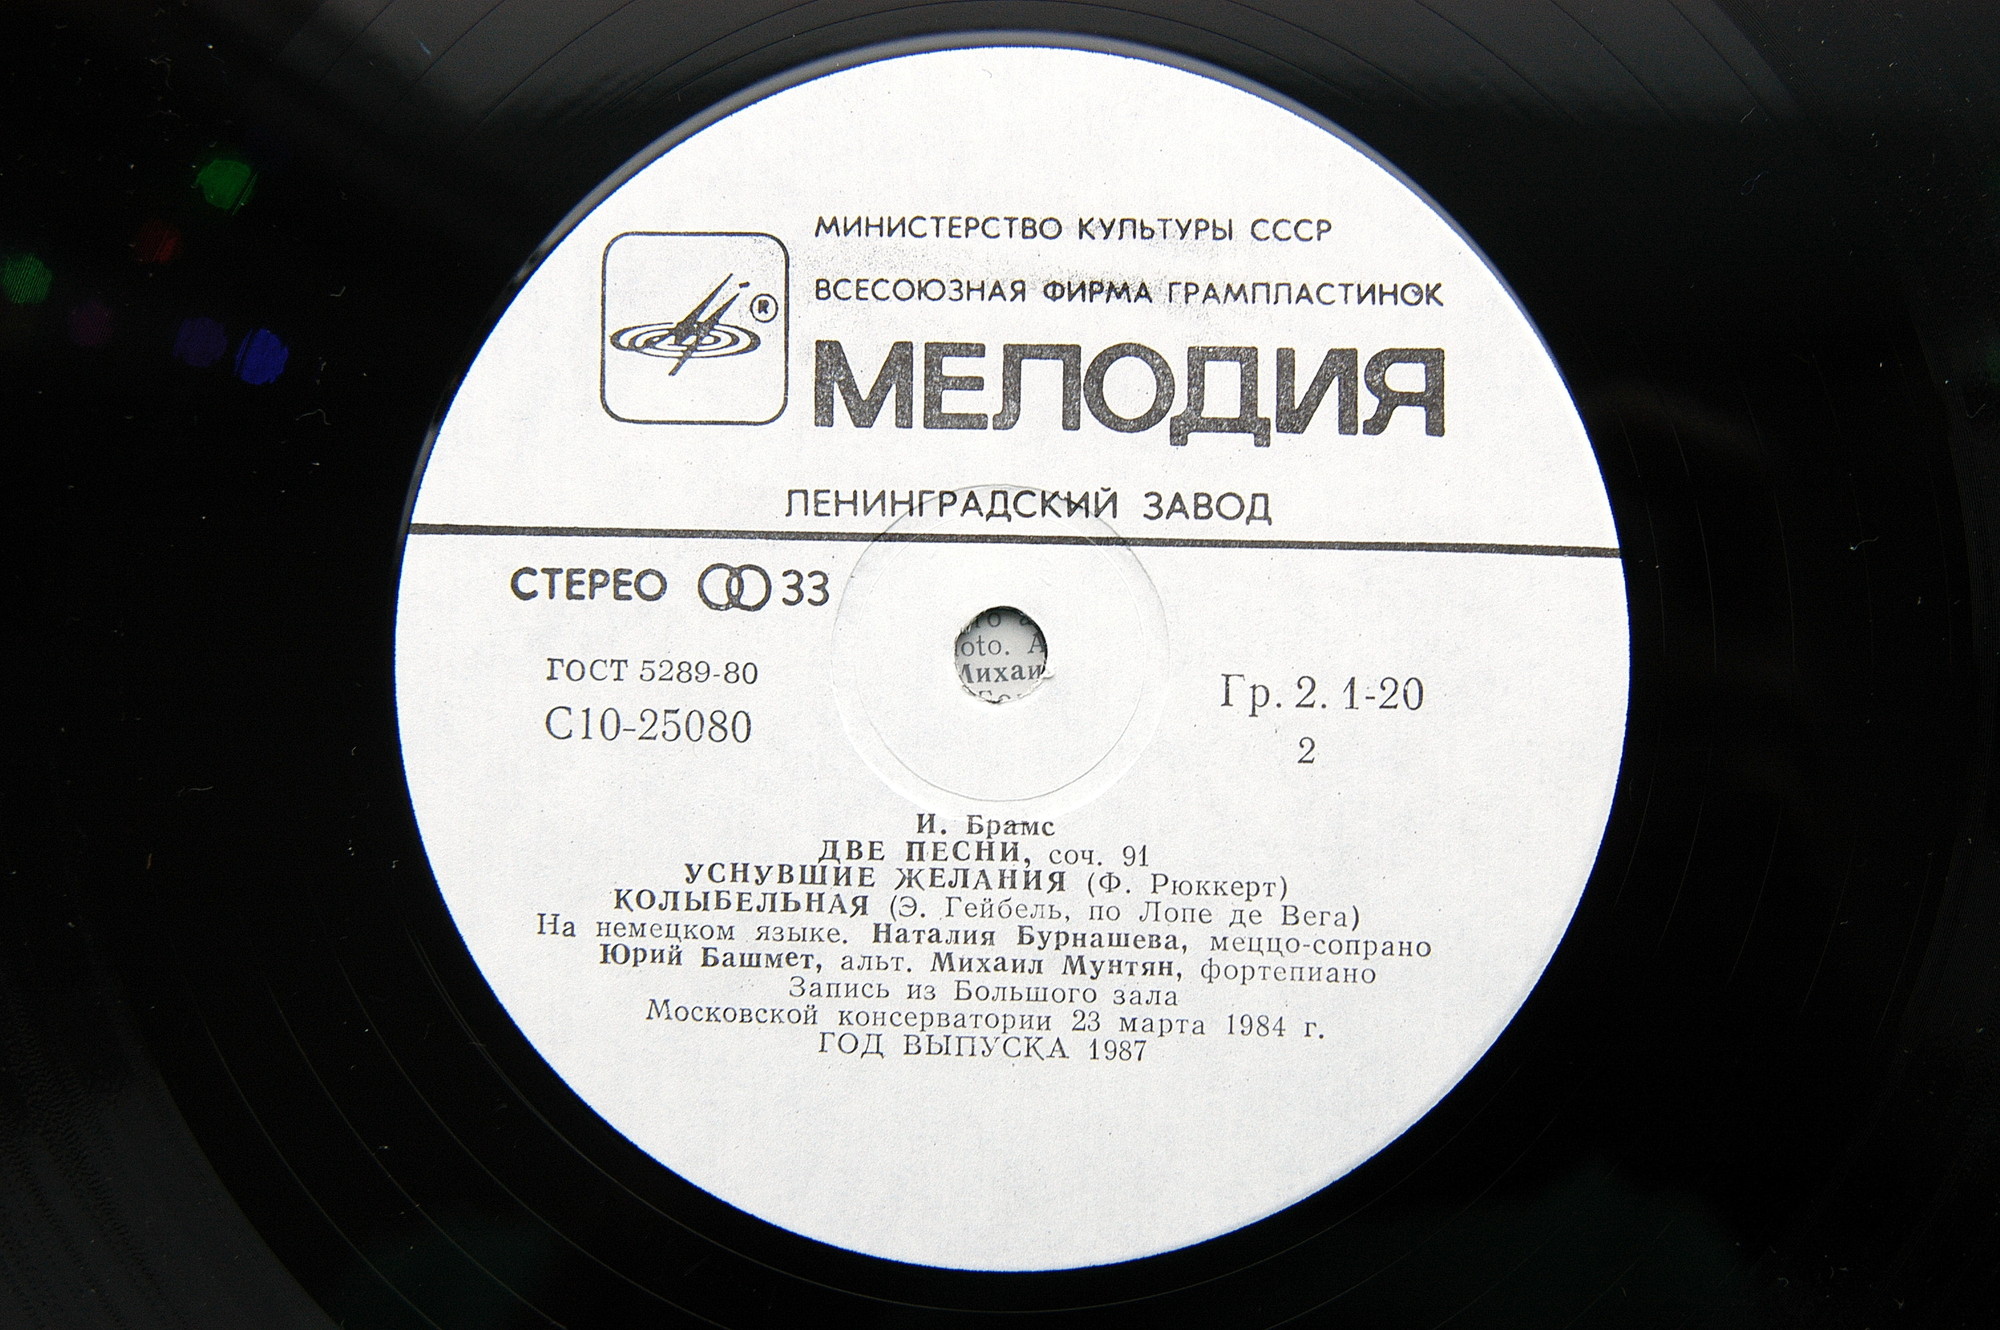 МИНИСТЕРСТВО КУЛЬТУРЫ СССР
ВСЕСОЮЗНАЯ ФИРМА ГРАМПЛАСТИНОК
®
МЕЛОДИЯ
ЛЕНИНГРАДСКИЙ ЗАВОД
СТЕРЕО 33
ГОСТ 5289-80
С10-25080
Гр. 2. 1-20
2
oto. A
Михаи
И. Брамс
ДВЕ ПЕСНИ, соч. 91
УСНУВШИЕ ЖЕЛАНИЯ (Ф. Рюккерт)
КОЛЫБЕЛЬНАЯ (Э. Гейбель, по Лопе де Вега)
На немецком языке. Наталия Бурнашева, меццо-сопрано
Юрий Башмет, альт. Михаил Мунтян, фортепиано
Запись из Большого зала
Московской консерватории 23 марта 1984 г.
ГОД ВЫПУСКА 1987